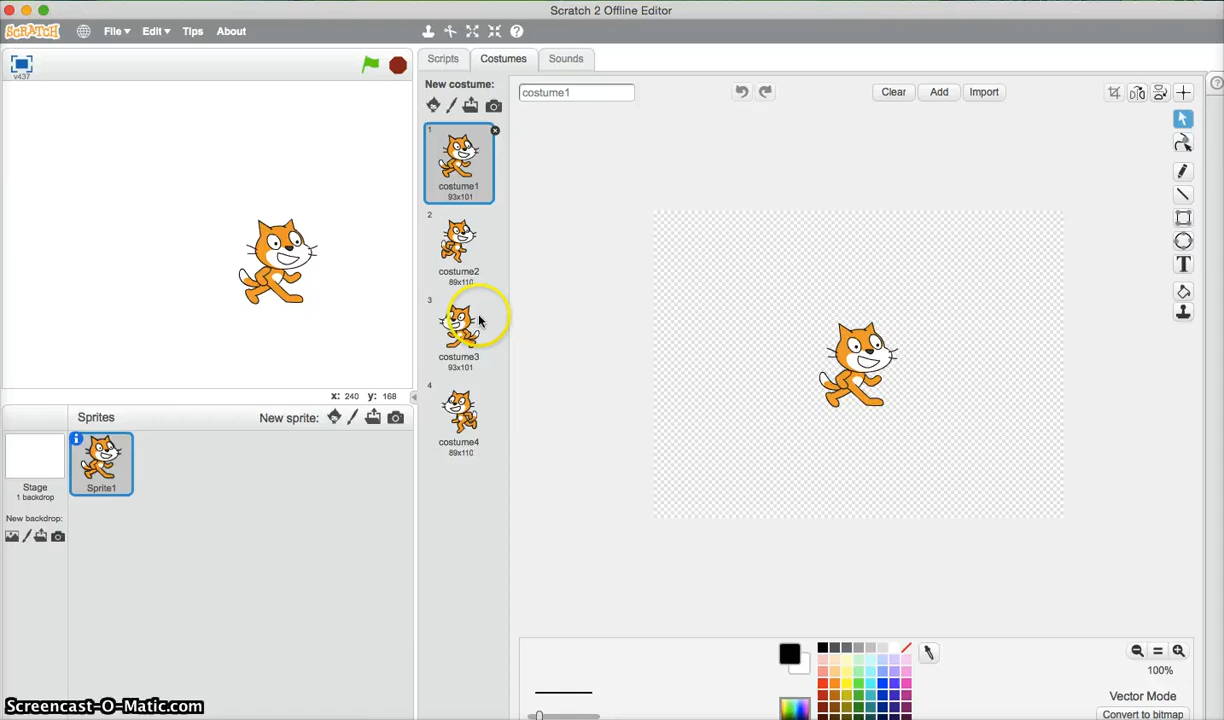 Scratch 2 Offline Editor
SCRATCH File Edit Tips About
v437
Scripts Costumes Sounds
New costume:
costume1
Clear Add Import
1
costume1
93x101
2
costume2
89x110
3
costume3
93x101
4
costume4
89x110
x: 240 y: 168
Sprites New sprite:
Sprite1
Stage
1 backdrop
New backdrop:
T
100%
Vector Mode
Convert to bitmap
Screencast-O-Matic.com